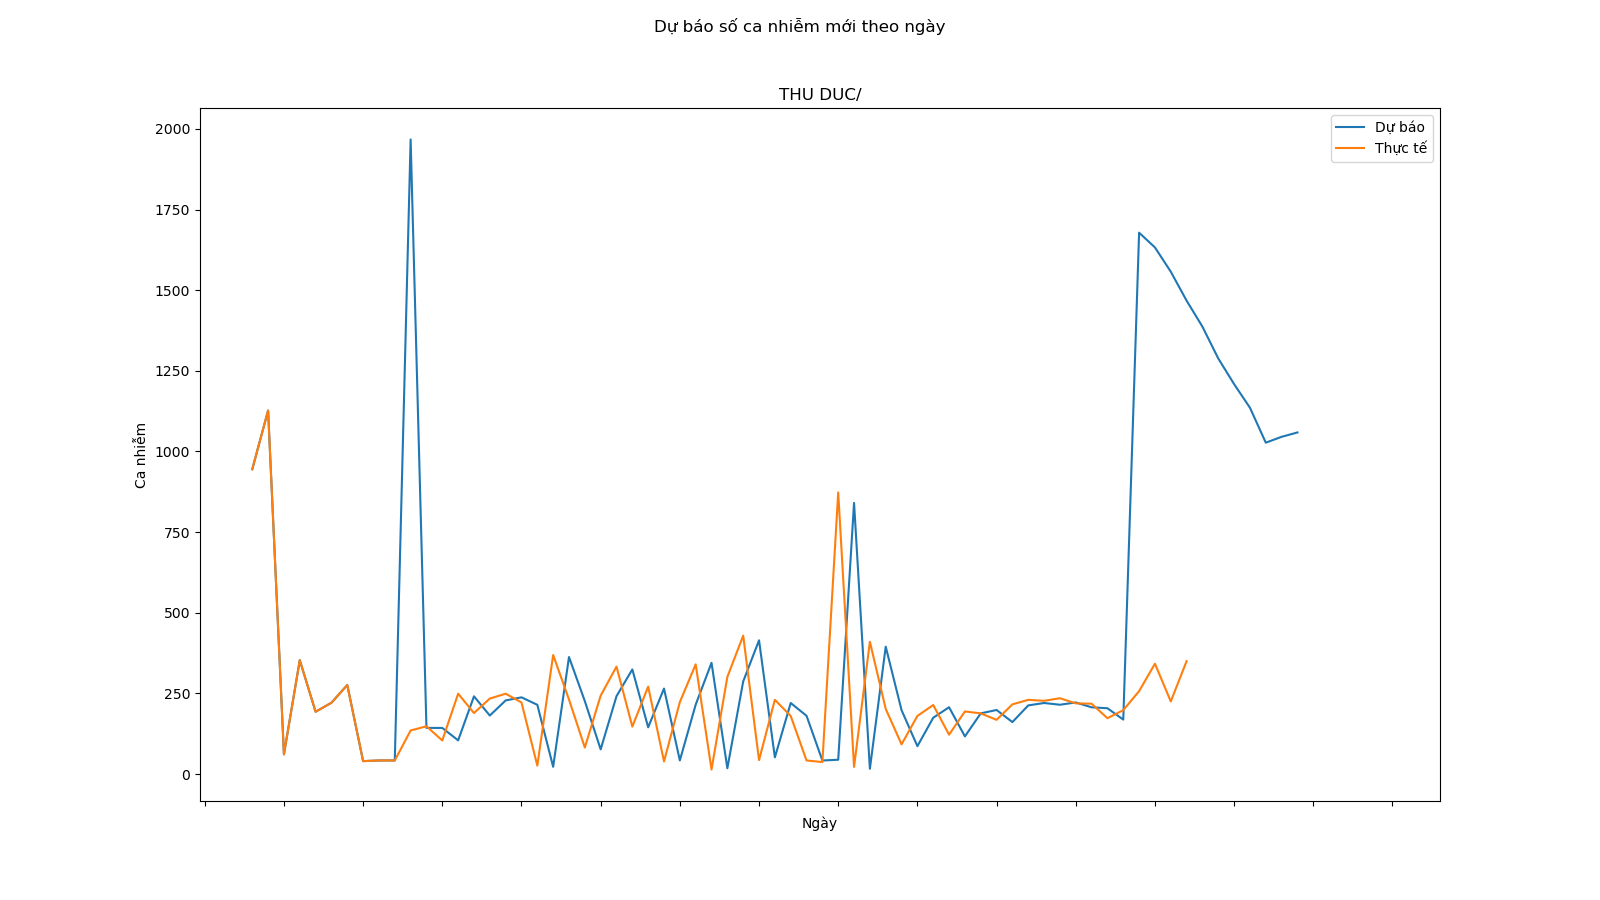 Dự báo số ca nhiễm mới theo ngày
THU DUC/
Dự báo
Thực tế
2000
1750
1500
1250
1000
750
500
250
0
Ca nhiễm
Ngày